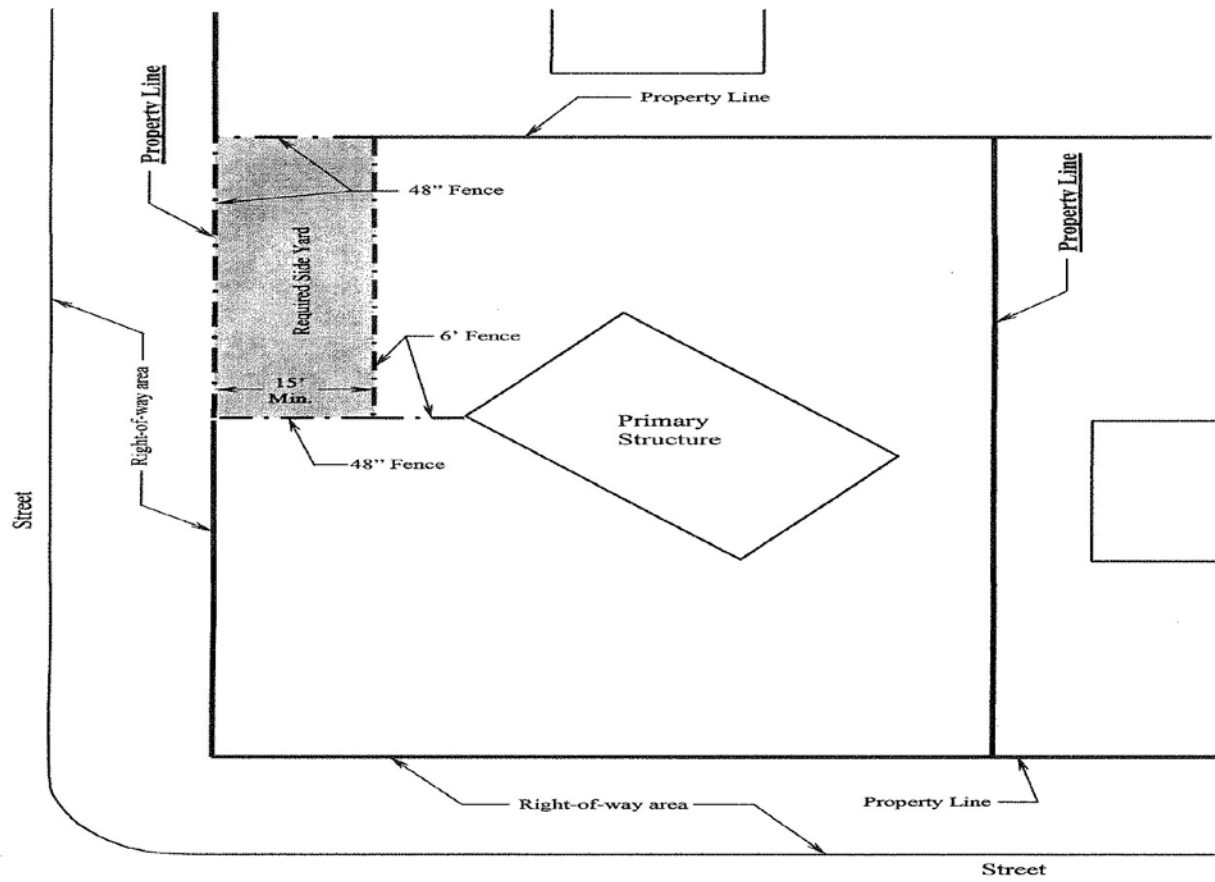 Property Line
Property Line
48” Fence
Required Side Yard
Property Line
6’ Fence
15’
Min.
Primary
Structure
Right-of-way area
48” Fence
Street
Right-of-way area
Property Line
Street